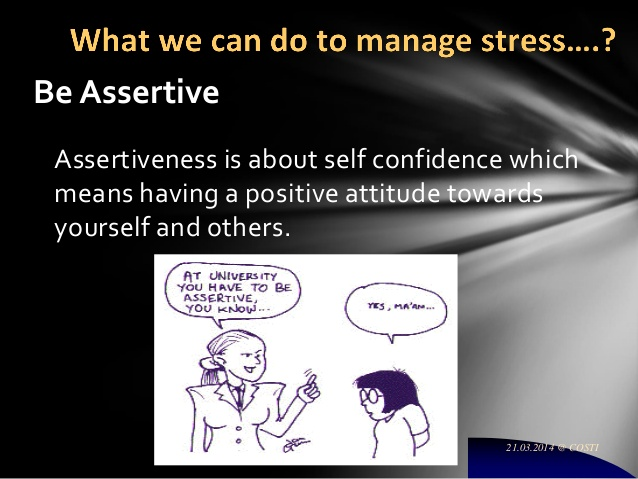 What we can do to manage stress….?
Be Assertive
Assertiveness is about self confidence which
means having a positive attitude towards
yourself and others.
AT UNIVERSITY
YOU HAVE TO BE
ASSERTIVE,
YOU KNOW...
YES, MA'AM...
21.03.2014 @ COSTI